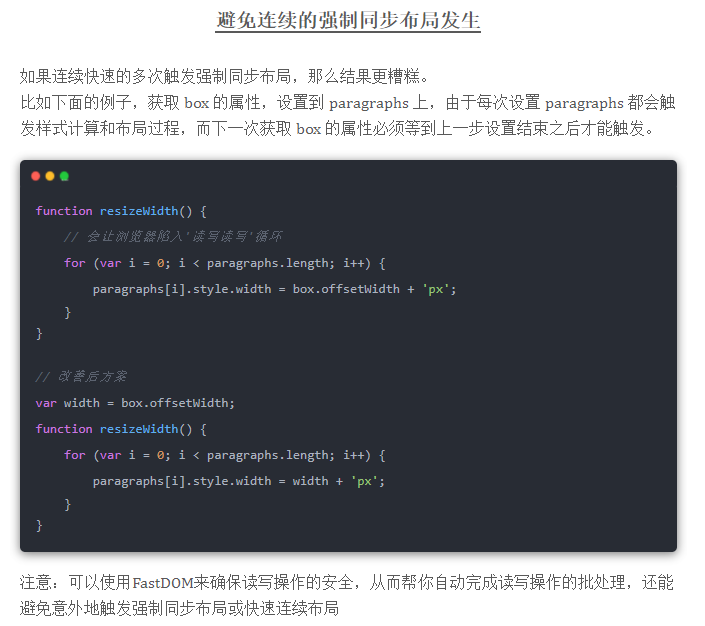 避免连续的强制同步布局发生
如果连续快速的多次触发强制同步布局，那么结果更糟糕。
比如下面的例子，获取 box 的属性，设置到 paragraphs 上，由于每次设置 paragraphs 都会触
发样式计算和布局过程，而下一次获取 box 的属性必须等到上一步设置结束之后才能触发。
function resizeWidth() {
    // 会让浏览器陷入'读写读写'循环
    for (var i = 0; i < paragraphs.length; i++) {
        paragraphs[i].style.width = box.offsetWidth + 'px';
    }
}
// 改善后方案
var width = box.offsetWidth;
function resizeWidth() {
    for (var i = 0; i < paragraphs.length; i++) {
        paragraphs[i].style.width = width + 'px';
    }
}
注意：可以使用FastDOM来确保读写操作的安全，从而帮你自动完成读写操作的批处理，还能
避免意外地触发强制同步布局或快速连续布局